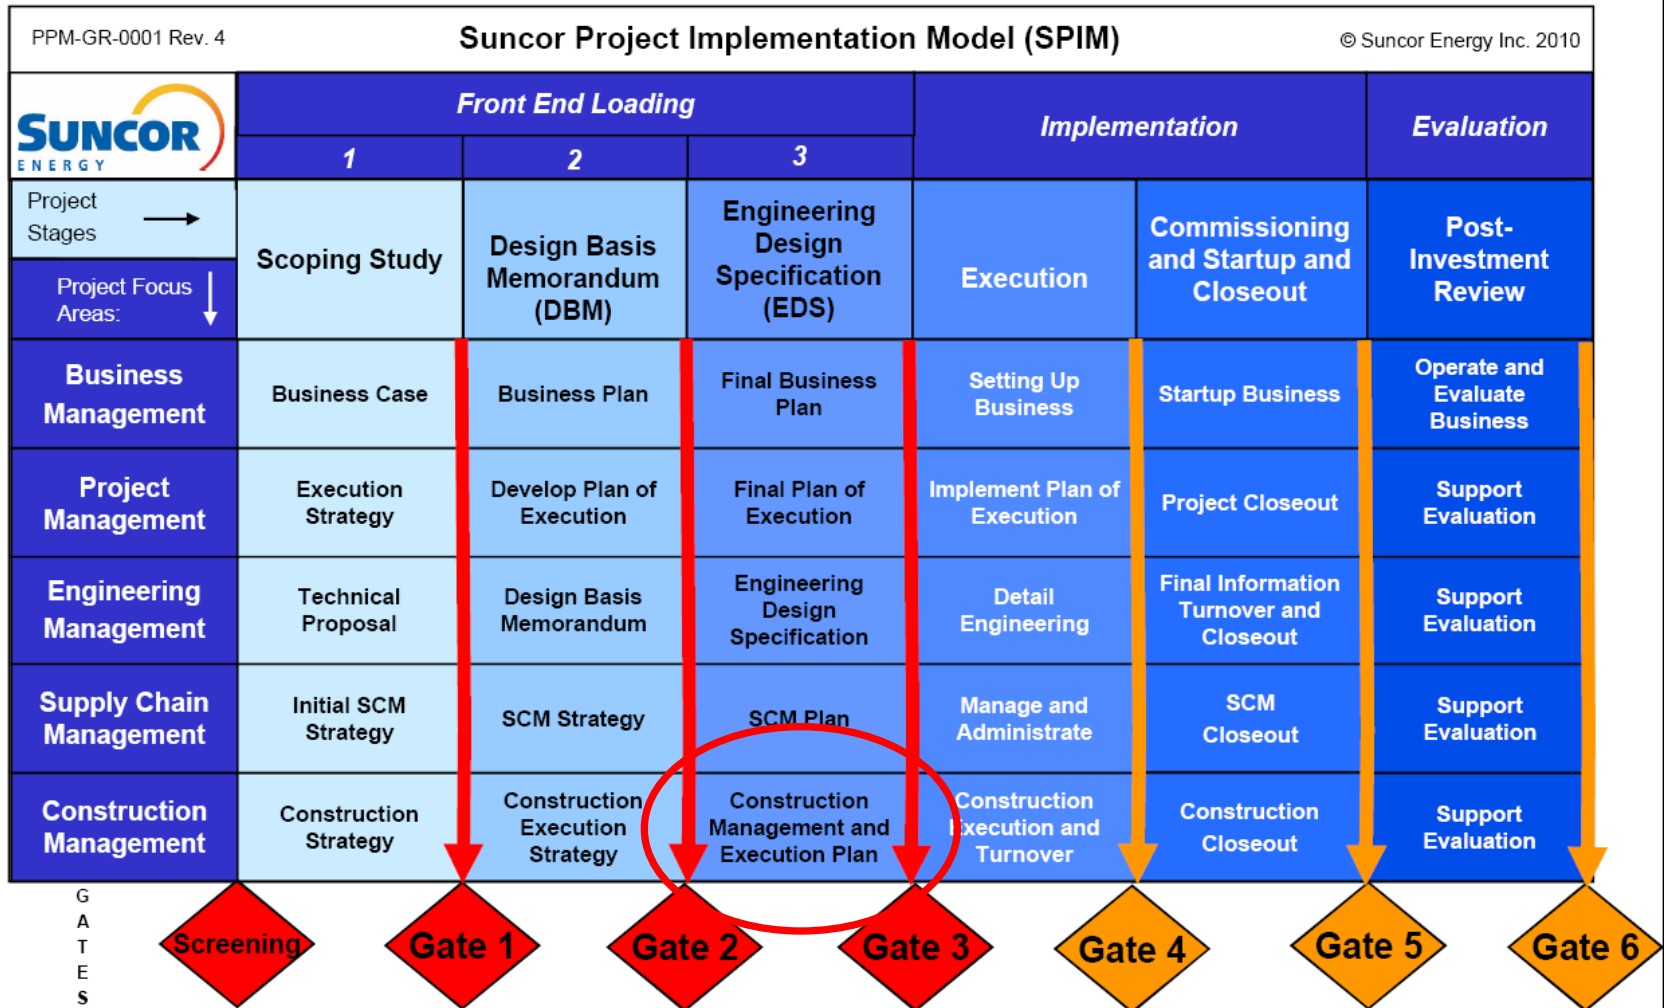 PPM-GR-0001 Rev. 4
Suncor Project Implementation Model (SPIM)
© Suncor Energy Inc. 2010
SUNCOR
ENERGY
Front End Loading
Implementation
Evaluation
1
2
3
Project
Stages
Project Focus
Areas:
Scoping Study
Design Basis
Memorandum
(DBM)
Engineering
Design
Specification
(EDS)
Execution
Commissioning
and Startup and
Closeout
Post-
Investment
Review
Business
Management
Business Case
Business Plan
Final Business
Plan
Setting Up
Business
Startup Business
Operate and
Evaluate
Business
Project
Management
Execution
Strategy
Develop Plan of
Execution
Final Plan of
Execution
Implement Plan of
Execution
Project Closeout
Support
Evaluation
Engineering
Management
Technical
Proposal
Design Basis
Memorandum
Engineering
Design
Specification
Detail
Engineering
Final Information
Turnover and
Closeout
Support
Evaluation
Supply Chain
Management
Initial SCM
Strategy
SCM Strategy
SCM Plan
Manage and
Administrate
SCM
Closeout
Support
Evaluation
Construction
Management
Construction
Strategy
Construction
Execution
Strategy
Construction
Management and
Execution Plan
Construction
Execution and
Turnover
Construction
Closeout
Support
Evaluation
G
A
T
E
S
Screening
Gate 1
Gate 2
Gate 3
Gate 4
Gate 5
Gate 6